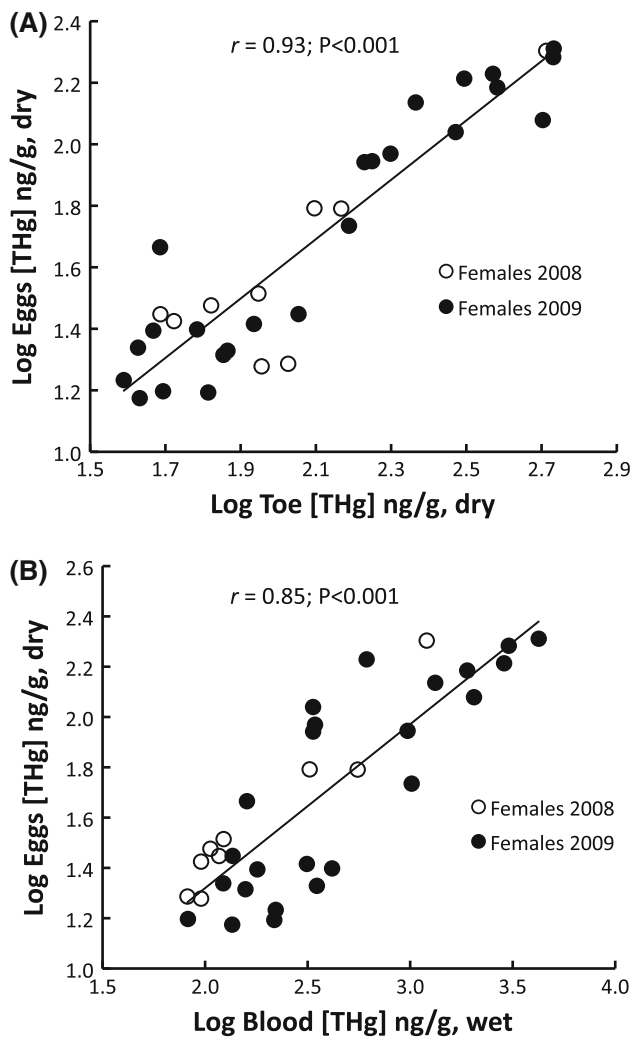 (A)
2.4
2.2
2.0
1.8
1.6
1.4
1.2
1.0
Log Eggs [THg] ng/g, dry
r = 0.93; P<0.001
Females 2008
Females 2009
1.5 1.7 1.9 2.1 2.3 2.5 2.7 2.9
Log Toe [THg] ng/g, dry
(B)
2.6
2.4
2.2
2.0
1.8
1.6
1.4
1.2
1.0
Log Eggs [THg] ng/g, dry
r = 0.85; P<0.001
Females 2008
Females 2009
1.5 2.0 2.5 3.0 3.5 4.0
Log Blood [THg] ng/g, wet